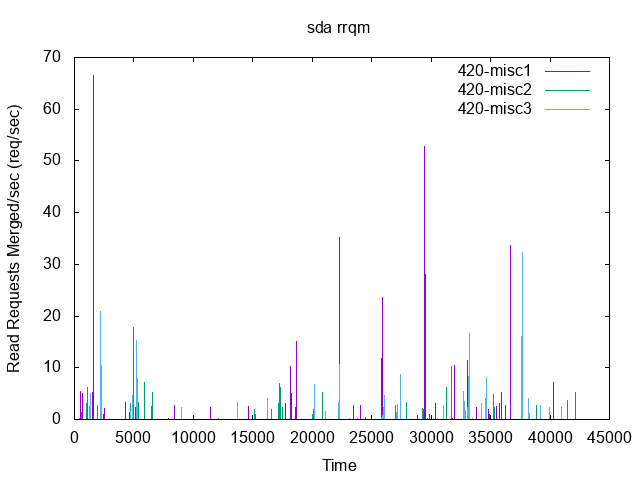 sda rrqm
Read Requests Merged/sec (req/sec)
70
60
50
40
30
20
10
0
420-misc1
420-misc2
420-misc3
0 5000 10000 15000 20000 25000 30000 35000 40000 45000
Time